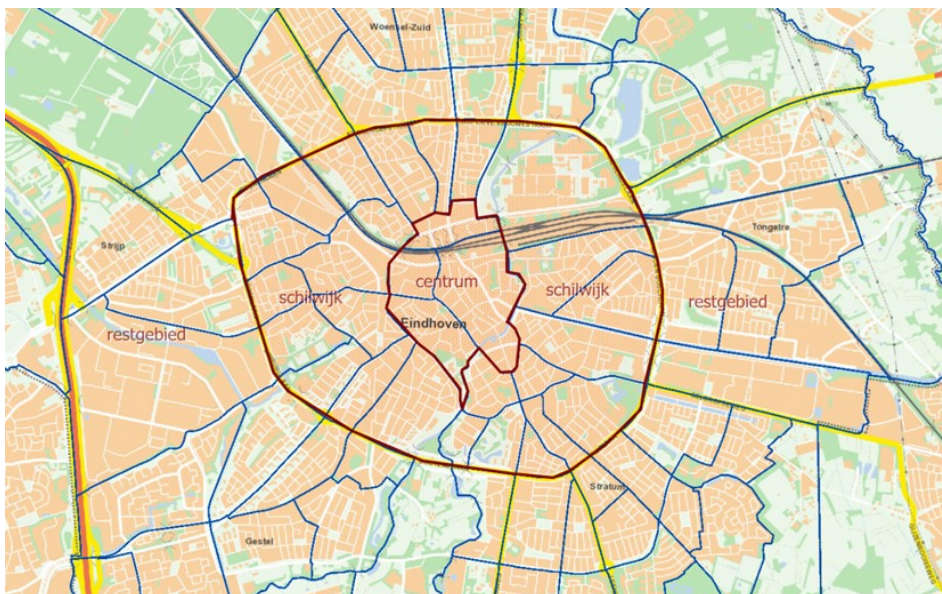 Woensel-Zuid
Strijp
Tongelre
centrum
schilwijk
schilwijk
restgebied
Eindhoven
restgebied
Stratum
Gestel